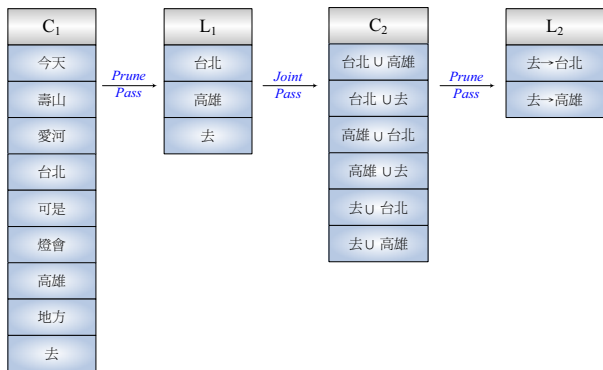 C₁
今天
壽山
愛河
台北
可是
燈會
高雄
地方
去
Prune
Pass
L₁
台北
高雄
去
Joint
Pass
C₂
台北 ∪ 高雄
台北 ∪ 去
高雄 ∪ 台北
高雄 ∪ 去
去 ∪ 台北
去 ∪ 高雄
Prune
Pass
L₂
去→台北
去→高雄